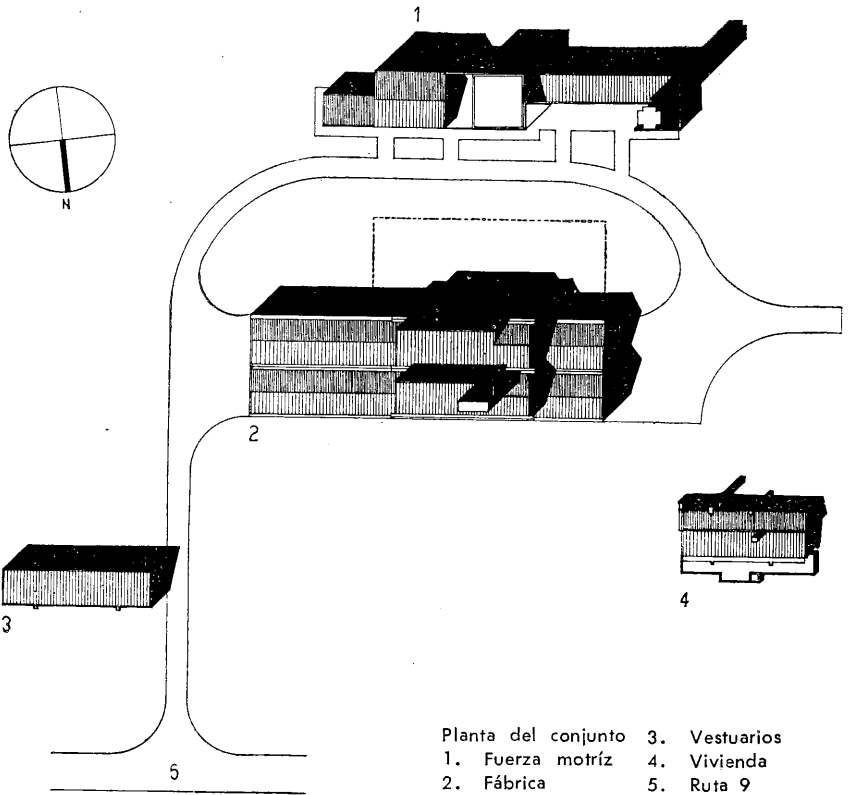 1
N
2
3
4
5
Planta del conjunto
1. Fuerza motríz
2. Fábrica
3. Vestuarios
4. Vivienda
5. Ruta 9